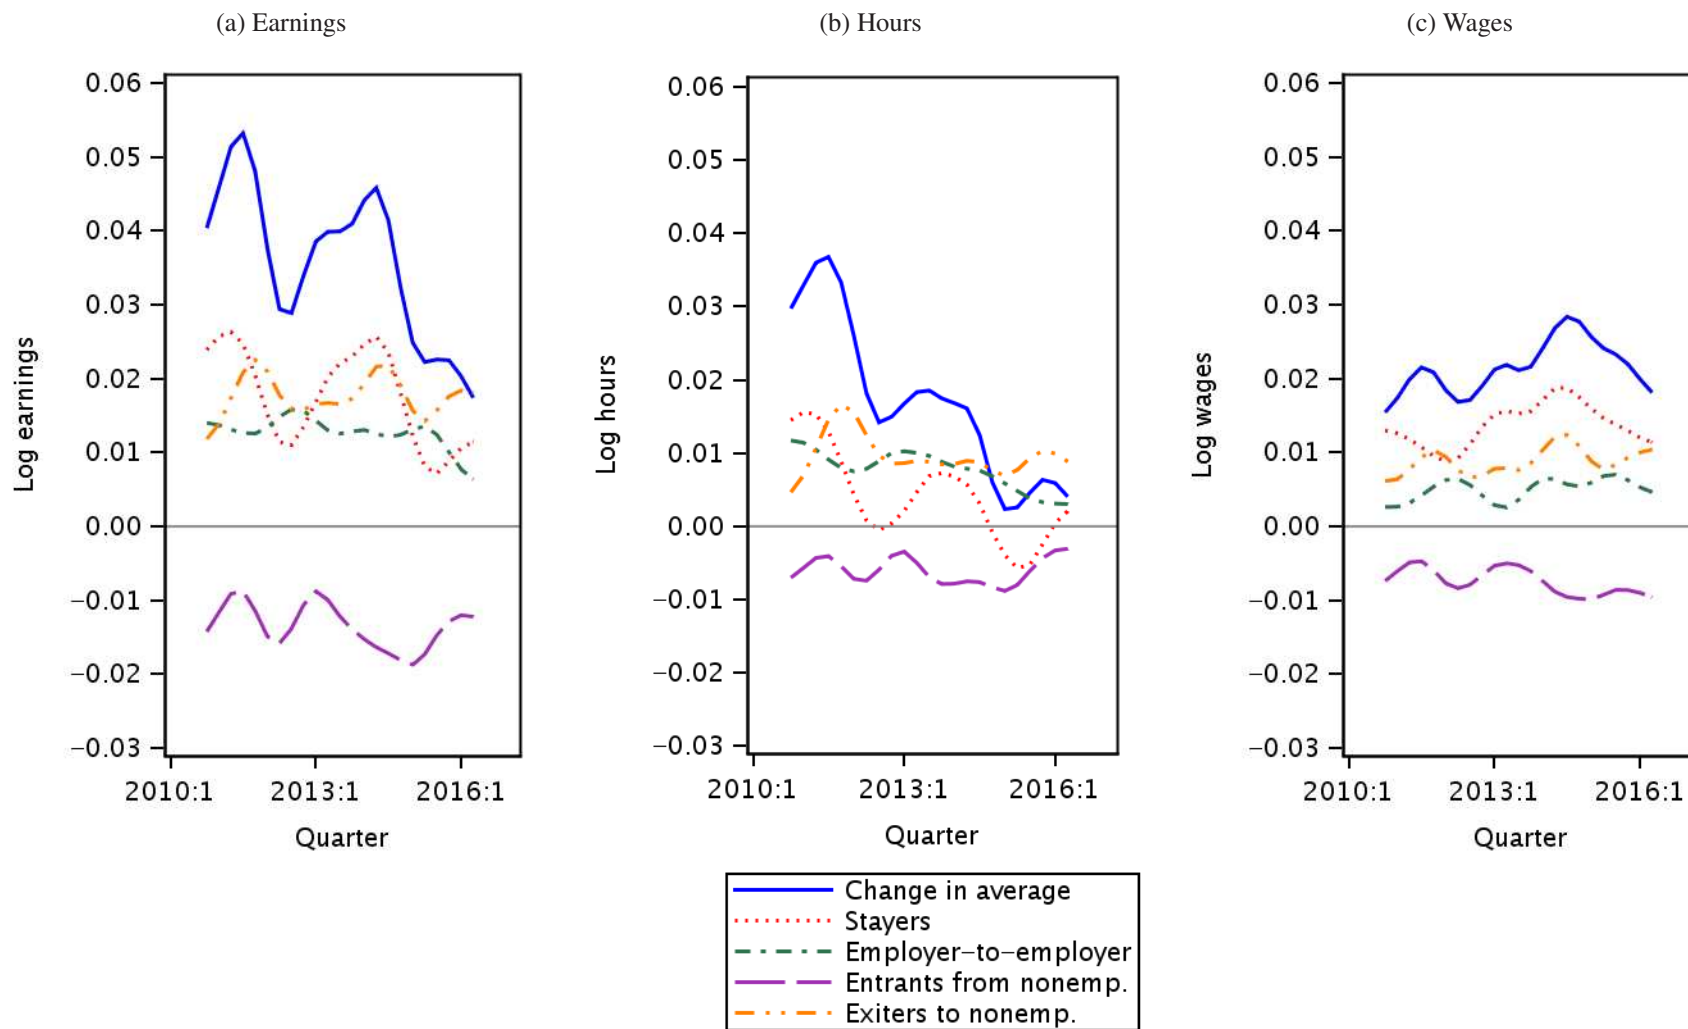 (a) Earnings
0.06
0.05
0.04
0.03
0.02
0.01
0.00
−0.01
−0.02
−0.03
Log earnings
2010:1 2013:1 2016:1
Quarter
(b) Hours
0.06
0.05
0.04
0.03
0.02
0.01
0.00
−0.01
−0.02
−0.03
Log hours
2010:1 2013:1 2016:1
Quarter
(c) Wages
0.06
0.05
0.04
0.03
0.02
0.01
0.00
−0.01
−0.02
−0.03
Log wages
2010:1 2013:1 2016:1
Quarter
Change in average
Stayers
Employer−to−employer
Entrants from nonemp.
Exiters to nonemp.